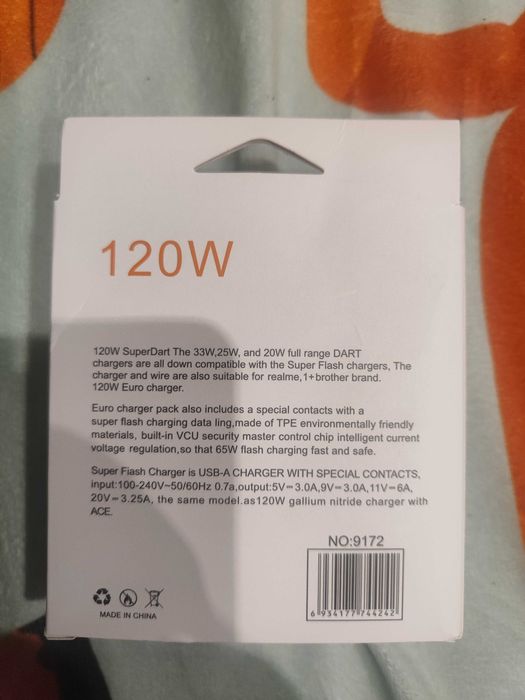 120W
120W SuperDart The 33W,25W, and 20W full range DART
chargers are all down compatible with the Super Flash chargers, The
charger and wire are also suitable for realme,1+brother brand.
120W Euro charger.
Euro charger pack also includes a special contacts with a
super flash charging data ling,made of TPE environmentally friendly
materials, built-in VCU security master control chip intelligent current
voltage regulation,so that 65W flash charging fast and safe.
Super Flash Charger is USB-A CHARGER WITH SPECIAL CONTACTS,
input:100-240V~50/60Hz 0.7a,output:5V⎓3.0A,9V⎓3.0A,11V⎓6A,
20V⎓3.25A, the same model.as120W gallium nitride charger with
ACE.
NO:9172
6 934177 744242
MADE IN CHINA